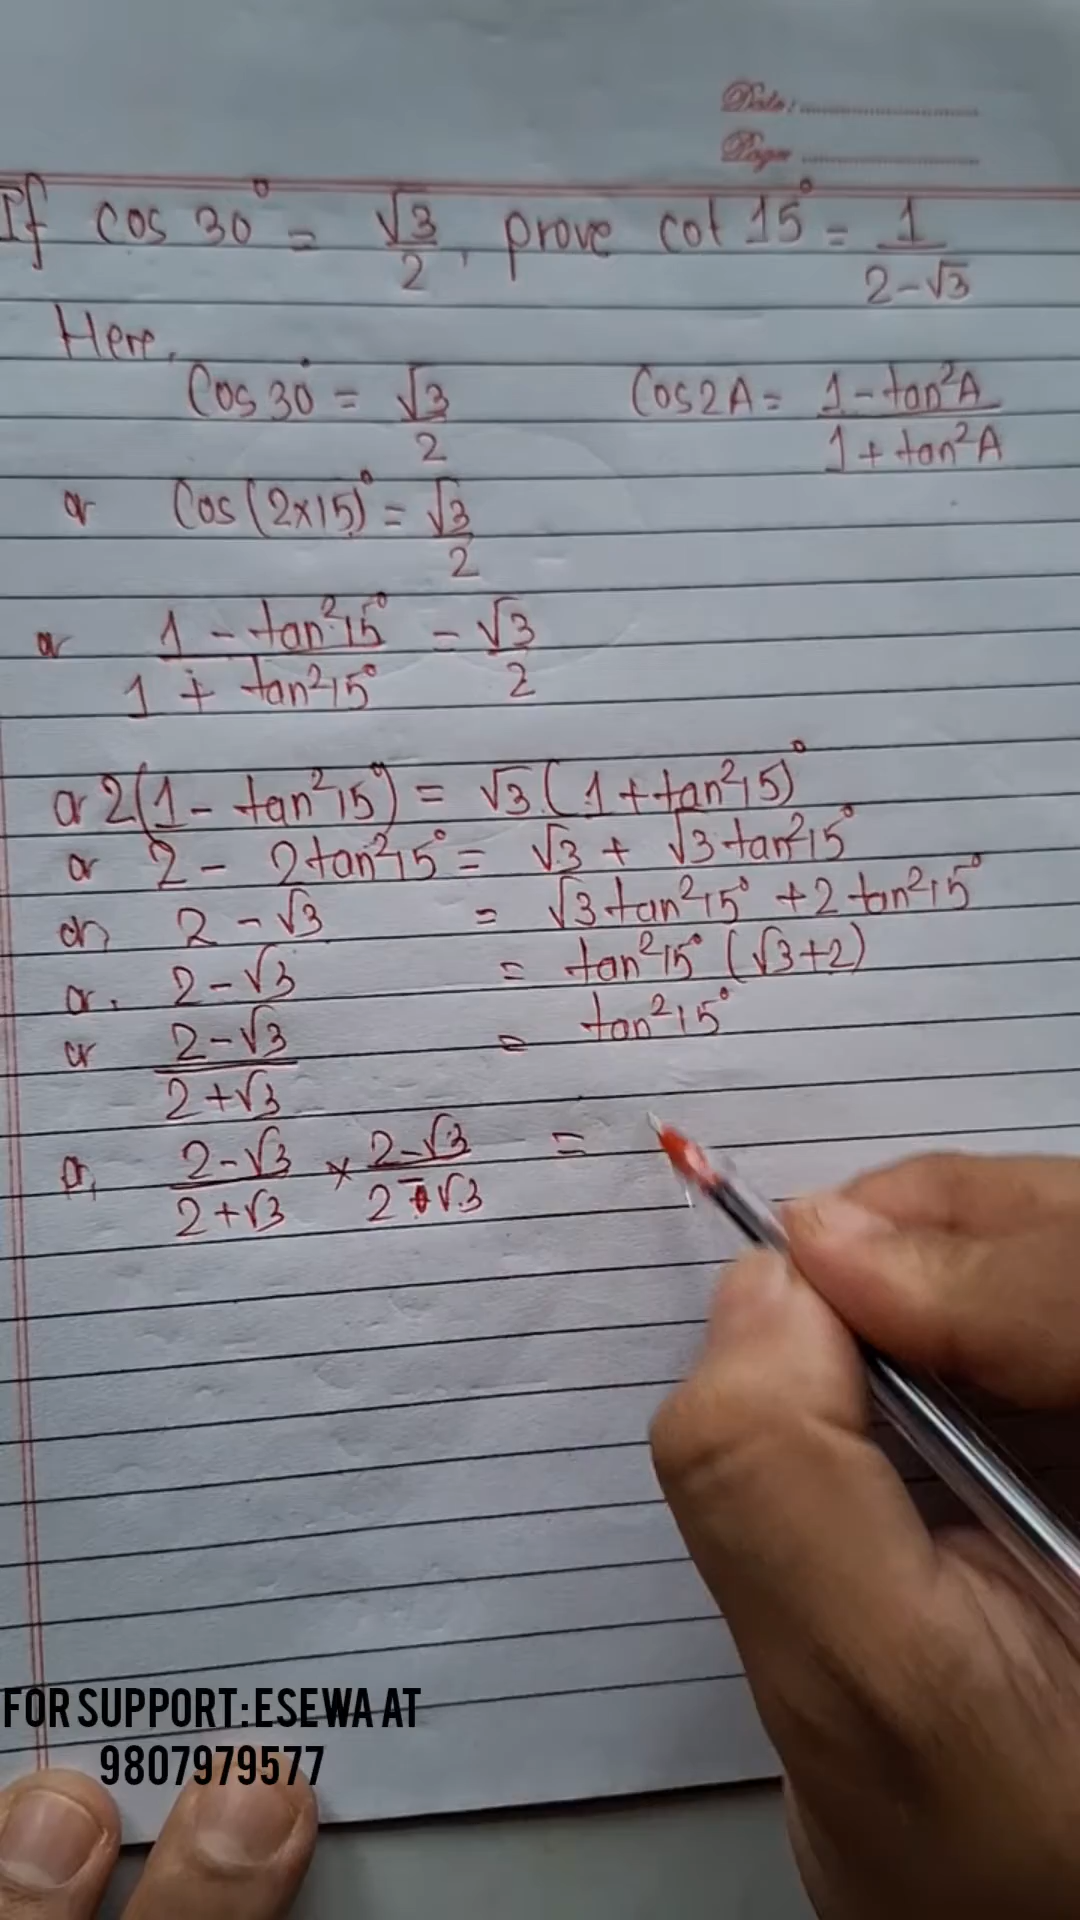 Date:
Page
If cos 30° = √3/2, prove cot 15° = 1/(2-√3)
Here,
Cos 30° = √3/2   Cos2A = (1-tan²A)/(1+tan²A)
or Cos(2×15)° = √3/2
or (1 - tan²15°)/(1 + tan²15°) = √3/2
or 2(1 - tan²15°) = √3(1+tan²15)°
or 2 - 2tan²15° = √3 + √3 tan²15°
or, 2 - √3 = √3 tan²15° + 2 tan²15°
or, 2 - √3 = tan²15° (√3+2)
or (2-√3)/(2+√3) = tan²15°
or, (2-√3)/(2+√3) × (2-√3)/(2-√3) =
FOR SUPPORT:ESEWA AT
9807979577